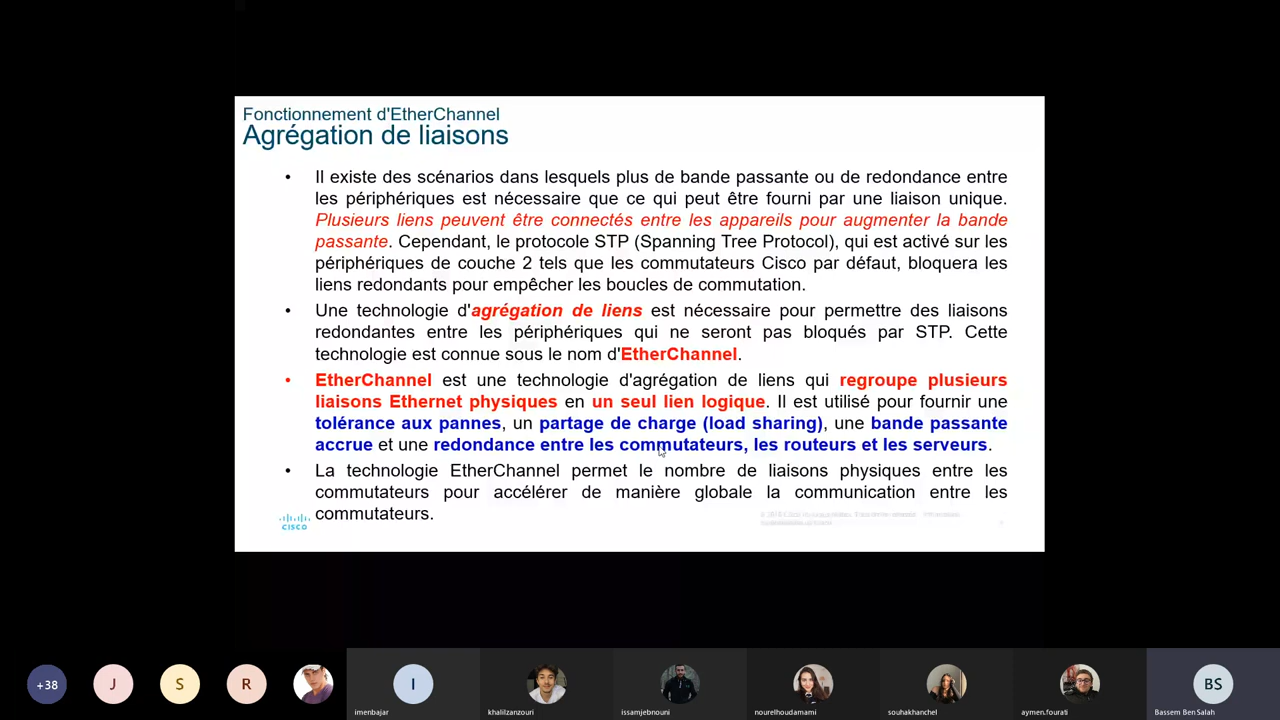 Fonctionnement d'EtherChannel
Agrégation de liaisons
• Il existe des scénarios dans lesquels plus de bande passante ou de redondance entre
les périphériques est nécessaire que ce qui peut être fourni par une liaison unique.
Plusieurs liens peuvent être connectés entre les appareils pour augmenter la bande
passante. Cependant, le protocole STP (Spanning Tree Protocol), qui est activé sur les
périphériques de couche 2 tels que les commutateurs Cisco par défaut, bloquera les
liens redondants pour empêcher les boucles de commutation.
• Une technologie d'agrégation de liens est nécessaire pour permettre des liaisons
redondantes entre les périphériques qui ne seront pas bloqués par STP. Cette
technologie est connue sous le nom d'EtherChannel.
• EtherChannel est une technologie d'agrégation de liens qui regroupe plusieurs
liaisons Ethernet physiques en un seul lien logique. Il est utilisé pour fournir une
tolérance aux pannes, un partage de charge (load sharing), une bande passante
accrue et une redondance entre les commutateurs, les routeurs et les serveurs.
• La technologie EtherChannel permet le nombre de liaisons physiques entre les
commutateurs pour accélérer de manière globale la communication entre les
commutateurs.
CISCO
+38 J S R I BS
imenbajar khalilzanzouri issamjebnouni nourelhoudamami souhakhanchel aymen.fourati Bassem Ben Salah